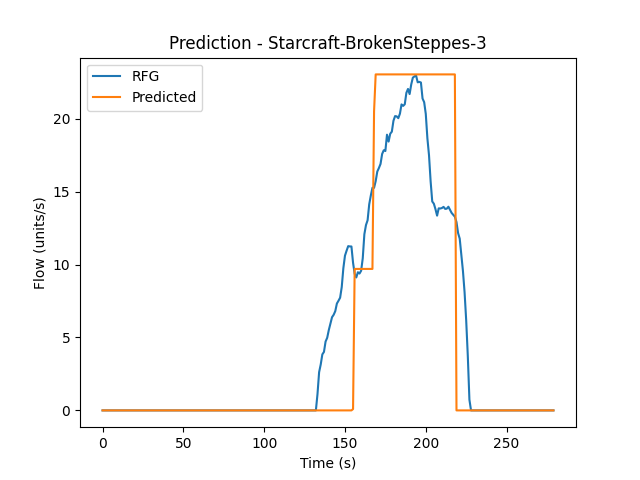 Prediction - Starcraft-BrokenSteppes-3
RFG
Predicted
Flow (units/s)
20
15
10
5
0
0 50 100 150 200 250
Time (s)